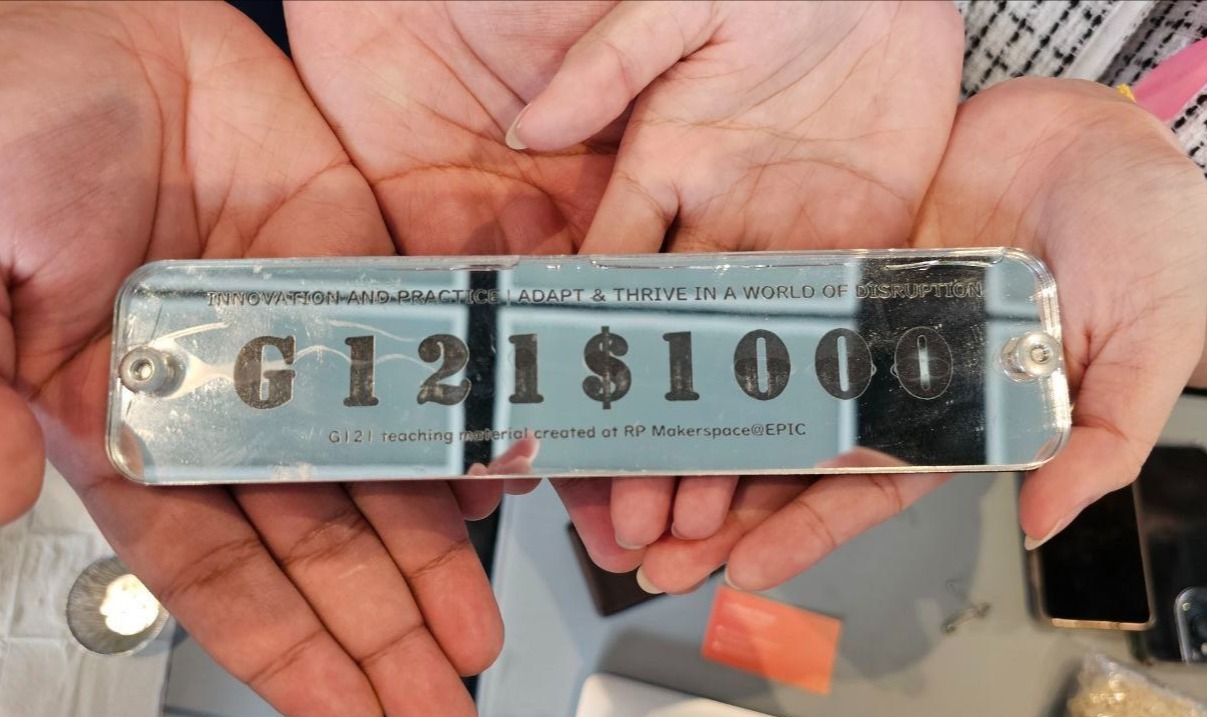 INNOVATION AND PRACTICE | ADAPT & THRIVE IN A WORLD OF DISRUPTION
G121$1000
G121 teaching material created at RP Makerspace@EPIC